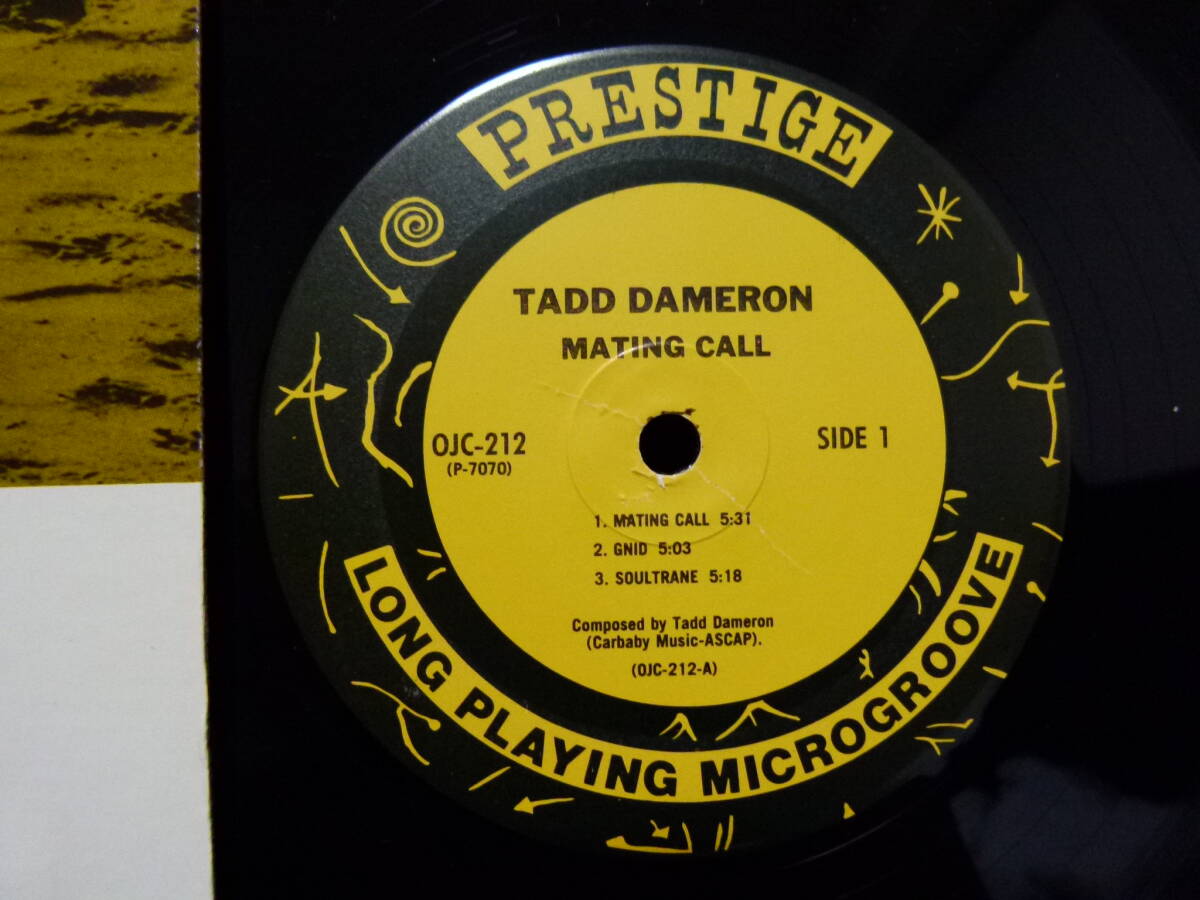 PRESTIGE
TADD DAMERON
MATING CALL
OJC-212
(P-7070)
SIDE 1
1. MATING CALL 5:31
2. GNID 5:03
3. SOULTRANE 5:18
Composed by Tadd Dameron
(Carbaby Music-ASCAP).
(OJC-212-A)
LONG PLAYING MICROGROOVE